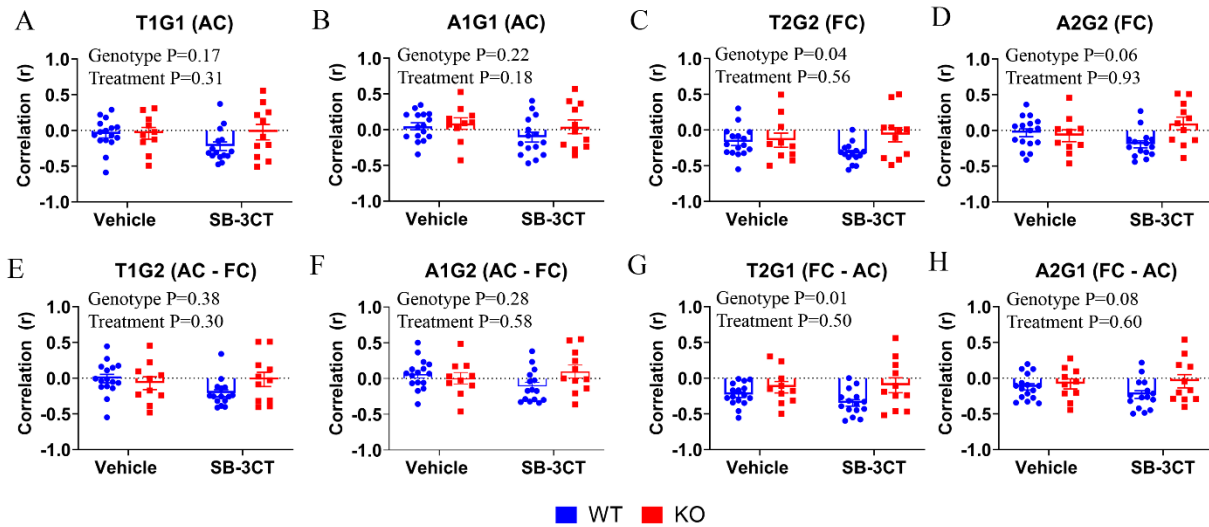 A
T1G1 (AC)
Genotype P=0.17
Treatment P=0.31
Correlation (r)
1.0
0.5
0.0
-0.5
-1.0
Vehicle
SB-3CT
B
A1G1 (AC)
Genotype P=0.22
Treatment P=0.18
Correlation (r)
1.0
0.5
0.0
-0.5
-1.0
Vehicle
SB-3CT
C
T2G2 (FC)
Genotype P=0.04
Treatment P=0.56
Correlation (r)
1.0
0.5
0.0
-0.5
-1.0
Vehicle
SB-3CT
D
A2G2 (FC)
Genotype P=0.06
Treatment P=0.93
Correlation (r)
1.0
0.5
0.0
-0.5
-1.0
Vehicle
SB-3CT
E
T1G2 (AC - FC)
Genotype P=0.38
Treatment P=0.30
Correlation (r)
1.0
0.5
0.0
-0.5
-1.0
Vehicle
SB-3CT
F
A1G2 (AC - FC)
Genotype P=0.28
Treatment P=0.58
Correlation (r)
1.0
0.5
0.0
-0.5
-1.0
Vehicle
SB-3CT
G
T2G1 (FC - AC)
Genotype P=0.01
Treatment P=0.50
Correlation (r)
1.0
0.5
0.0
-0.5
-1.0
Vehicle
SB-3CT
H
A2G1 (FC - AC)
Genotype P=0.08
Treatment P=0.60
Correlation (r)
1.0
0.5
0.0
-0.5
-1.0
Vehicle
SB-3CT
WT
KO